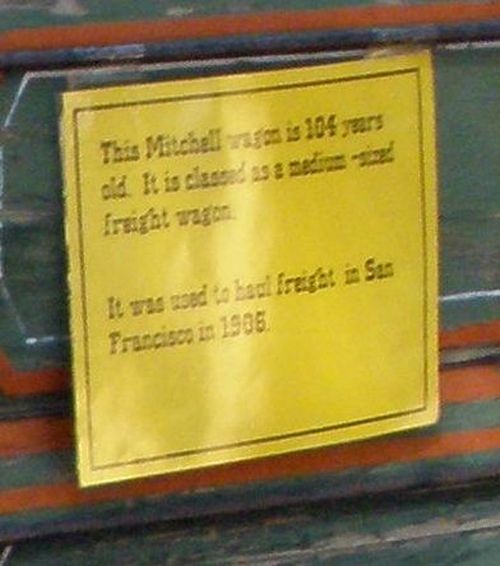 This Mitchell wagon is 104 years
old. It is classed as a medium -sized
freight wagon.
It was used to haul freight in San
Francisco in 1906.